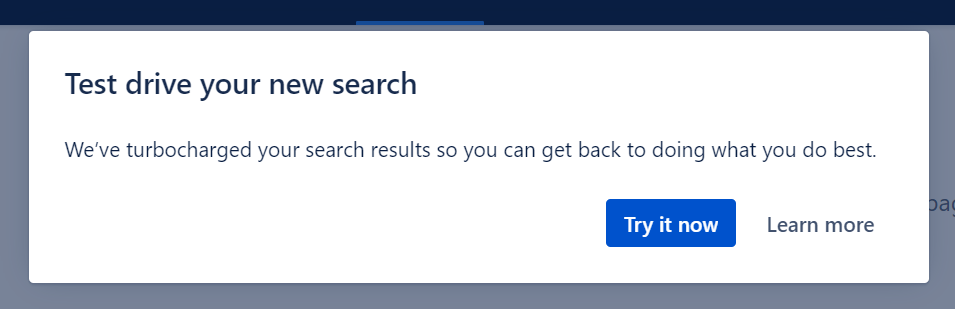 Test drive your new search
We’ve turbocharged your search results so you can get back to doing what you do best.
Try it now
Learn more